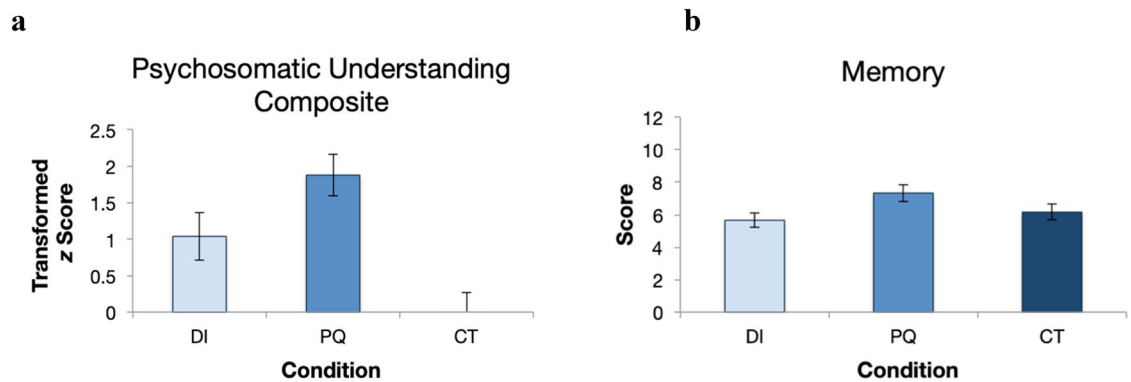 a
Psychosomatic Understanding
Composite
Transformed
z Score
2.5
2
1.5
1
0.5
0
DI PQ CT
Condition
b
Memory
Score
12
10
8
6
4
2
0
DI PQ CT
Condition